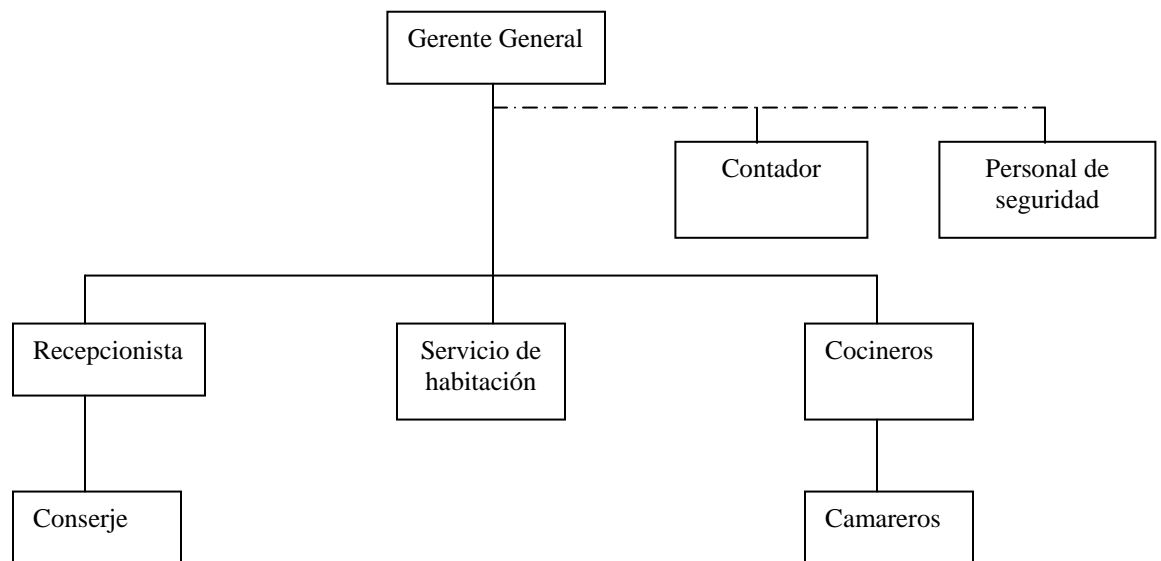 Gerente General
Contador
Personal de
seguridad
Recepcionista
Servicio de
habitación
Cocineros
Conserje
Camareros